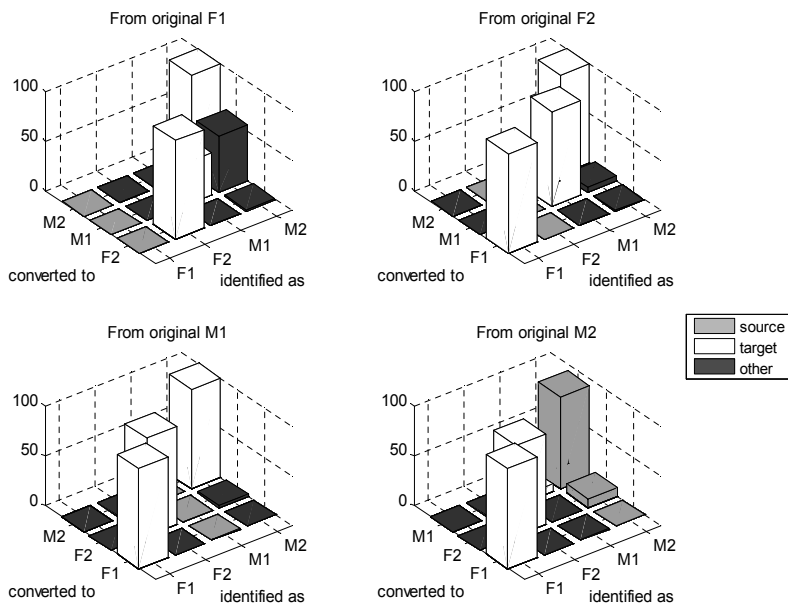 From original F1
100
50
0
M2
M1
F2
converted to
F1
F2
M1
M2
identified as
From original F2
100
50
0
M2
M1
F1
converted to
F1
F2
M1
M2
identified as
From original M1
100
50
0
M2
F2
F1
converted to
F1
F2
M1
M2
identified as
From original M2
100
50
0
M1
F2
F1
converted to
F1
F2
M1
M2
identified as
source
target
other